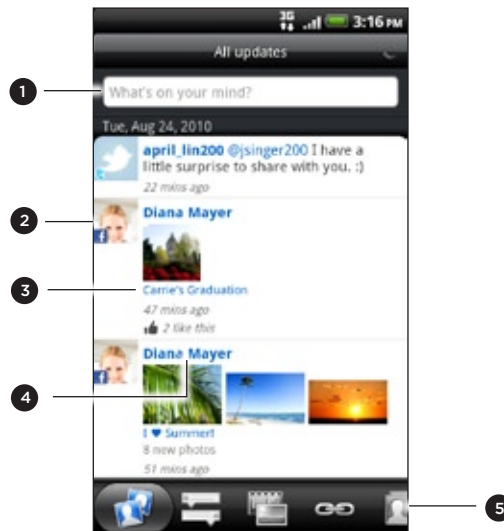 3G 3:16 PM
All updates
1
What's on your mind?
Tue, Aug 24, 2010
april_lin200 @jsinger200 I have a
little surprise to share with you. :)
22 mins ago
2
Diana Mayer
3
Carrie's Graduation
47 mins ago
2 like this
Diana Mayer
4
I ♥ Summer!
8 new photos
51 mins ago
5